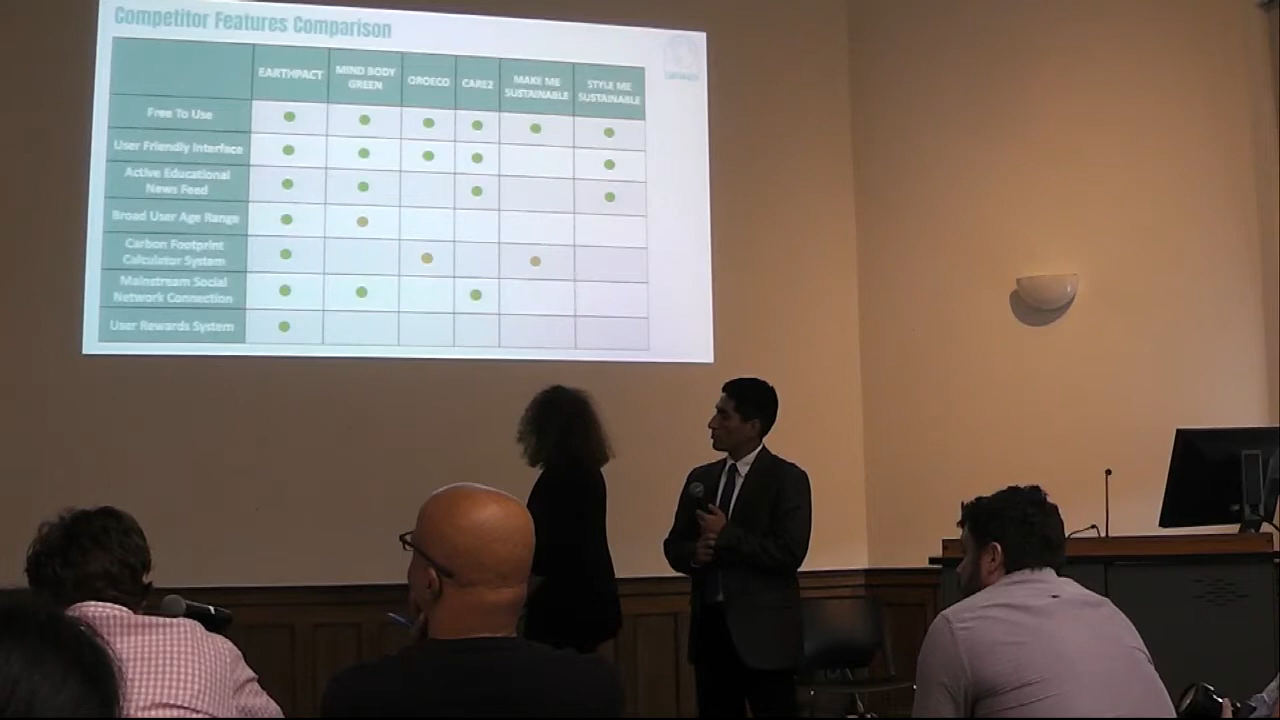 Competitor Features Comparison
EARTHPACT
MIND BODY
GREEN
OROECO
CAREZ
MAKE ME
SUSTAINABLE
STYLE ME
SUSTAINABLE
Free To Use
User Friendly Interface
Active Educational
News Feed
Broad User Age Range
Carbon Footprint
Calculator System
Mainstream Social
Network Connection
User Rewards System